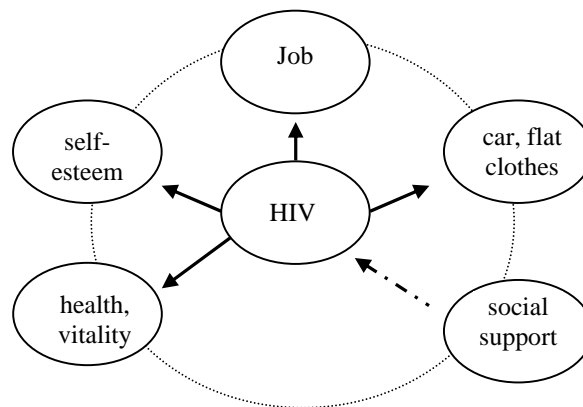 Job
self-
esteem
car, flat
clothes
HIV
health,
vitality
social
support